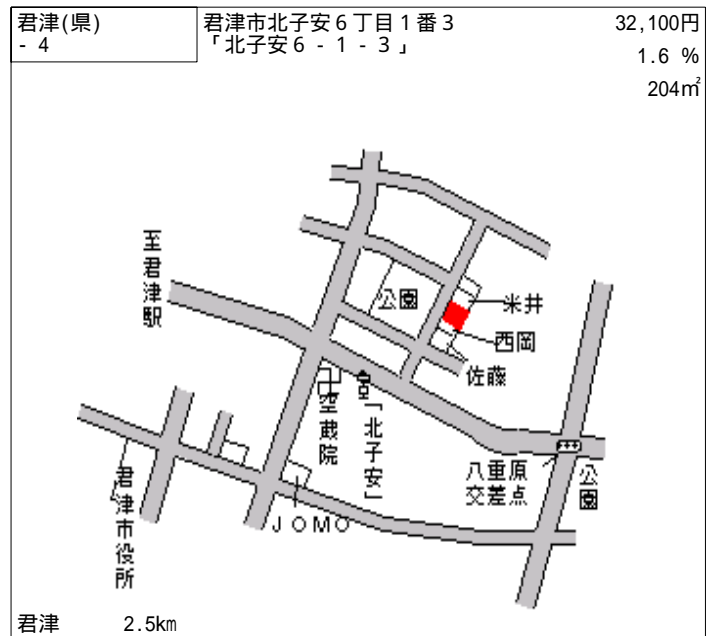 君津(県)
- 4
君津市北子安６丁目１番３
「北子安６ - １ - ３」
32,100円
1.6 %
204㎡
至君津駅
公園
米井
西岡
佐藤
空蔵院
「北子安」
八重原
交差点
公園
君津市役所
ＪＯＭＯ
君津 2.5km